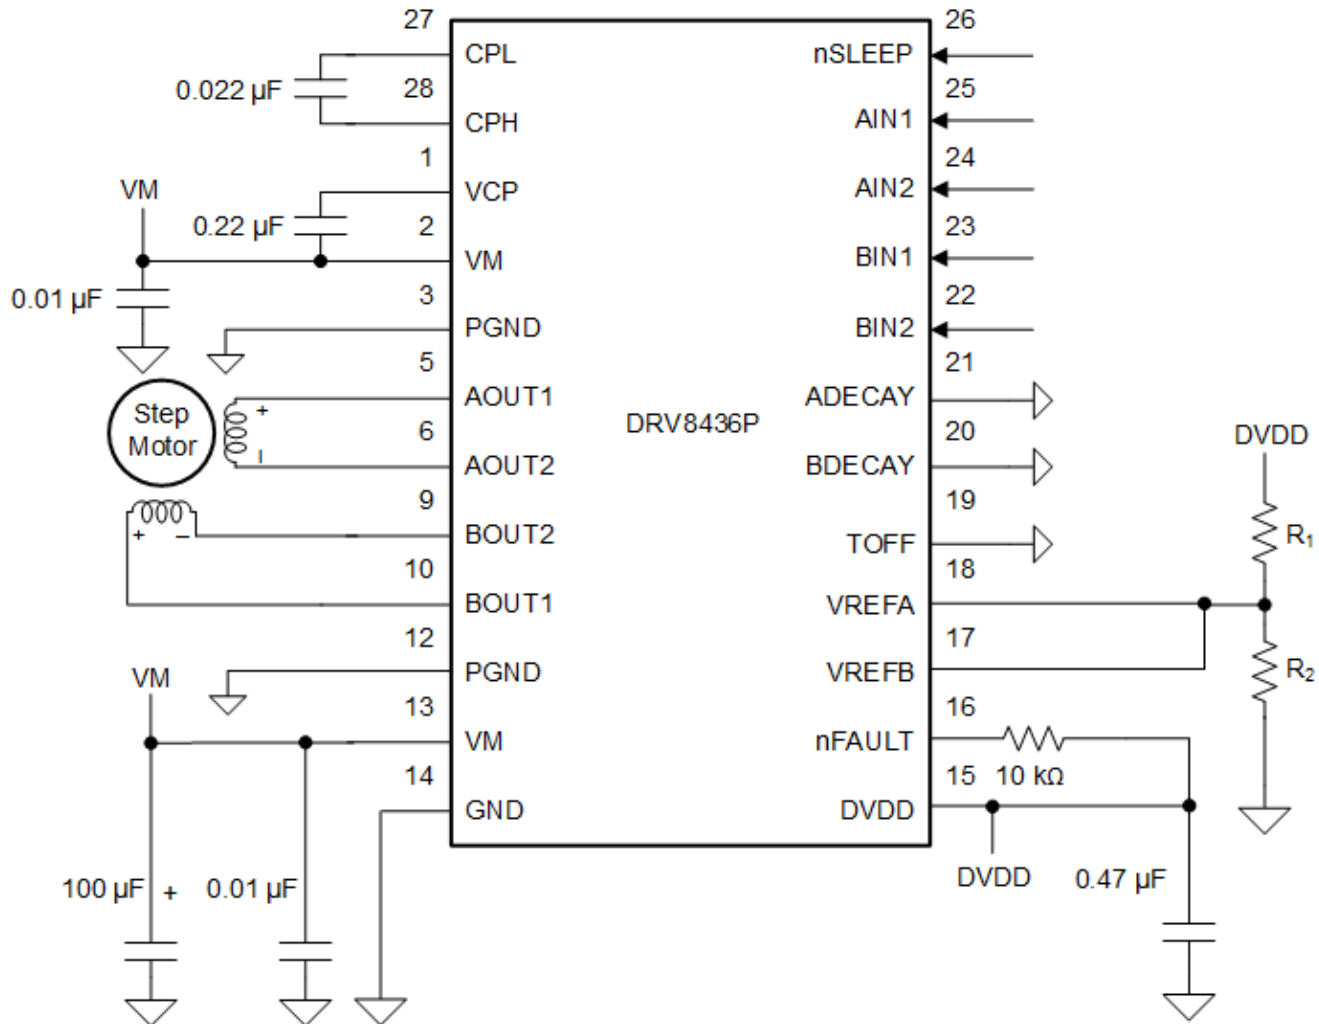 27
CPL
0.022 µF
28
CPH
1
VCP
VM
0.22 µF
2
VM
0.01 µF
3
PGND
5
AOUT1
+
Step
Motor
6
–
AOUT2
9
BOUT2
+ –
10
BOUT1
12
PGND
VM
13
VM
14
GND
100 µF +
0.01 µF
DRV8436P
26
nSLEEP
25
AIN1
24
AIN2
23
BIN1
22
BIN2
21
ADECAY
20
BDECAY
19
TOFF
18
VREFA
17
VREFB
16
nFAULT
10 kΩ
15
DVDD
DVDD
0.47 µF
DVDD
R1
R2